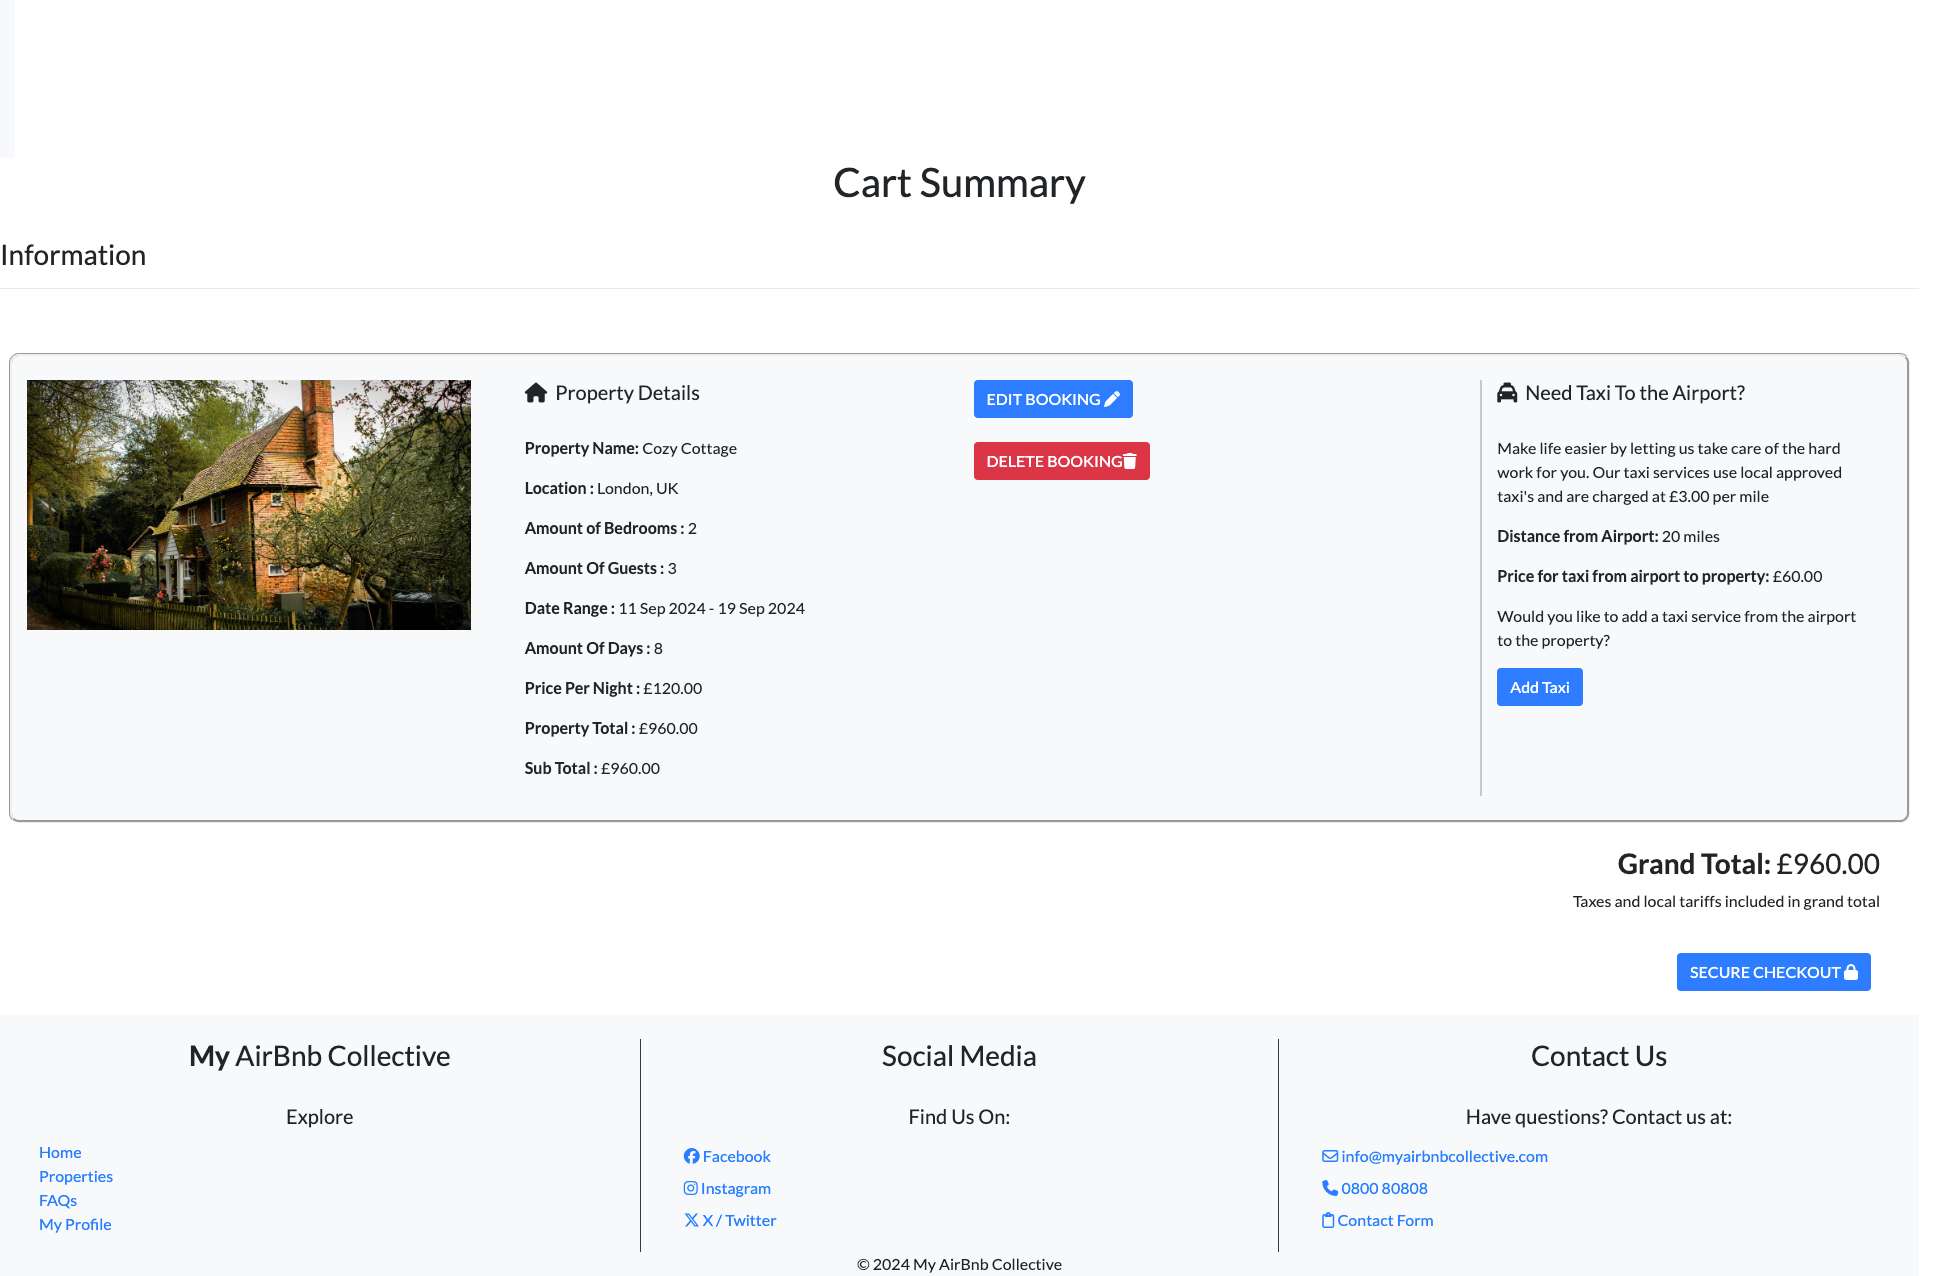 Cart Summary
Information
Property Details
Property Name: Cozy Cottage
Location : London, UK
Amount of Bedrooms : 2
Amount Of Guests : 3
Date Range : 11 Sep 2024 - 19 Sep 2024
Amount Of Days : 8
Price Per Night : £120.00
Property Total : £960.00
Sub Total : £960.00
EDIT BOOKING
DELETE BOOKING
Need Taxi To the Airport?
Make life easier by letting us take care of the hard
work for you. Our taxi services use local approved
taxi's and are charged at £3.00 per mile
Distance from Airport: 20 miles
Price for taxi from airport to property: £60.00
Would you like to add a taxi service from the airport
to the property?
Add Taxi
Grand Total: £960.00
Taxes and local tariffs included in grand total
SECURE CHECKOUT
My AirBnb Collective
Explore
Home
Properties
FAQs
My Profile
Social Media
Find Us On:
Facebook
Instagram
X / Twitter
Contact Us
Have questions? Contact us at:
info@myairbnbcollective.com
0800 80808
Contact Form
© 2024 My AirBnb Collective